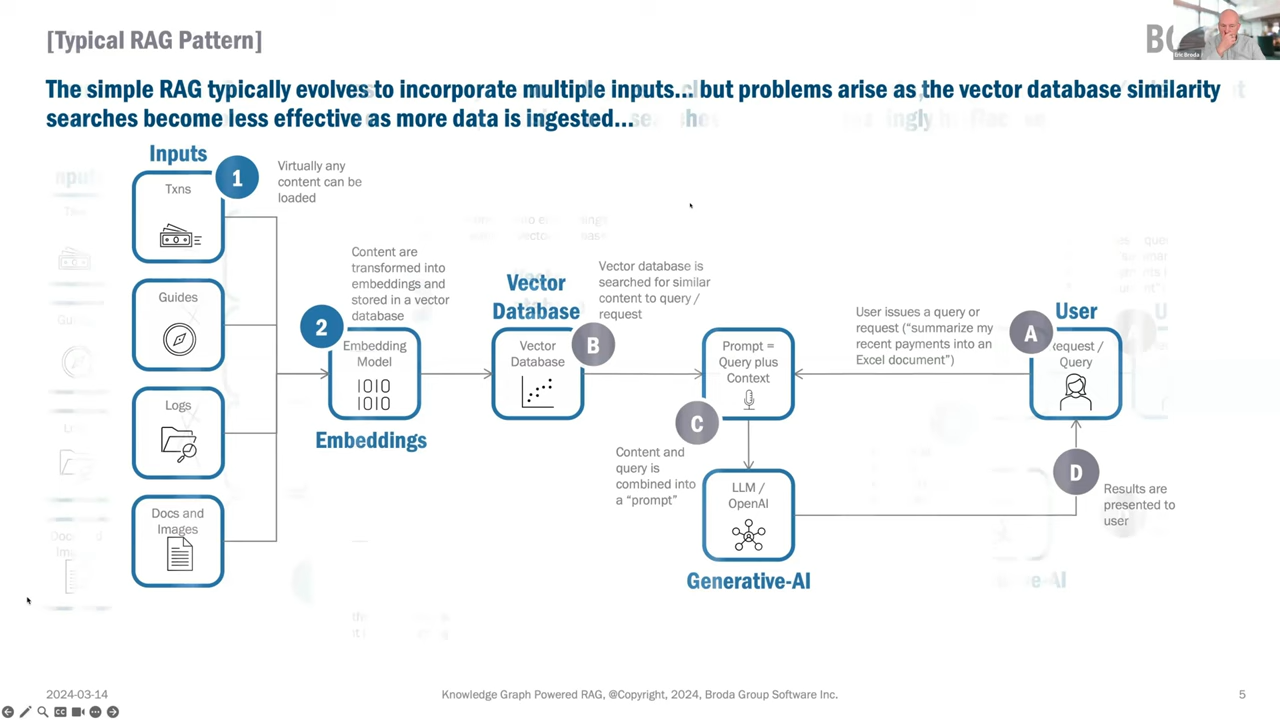 [Typical RAG Pattern]
Eric Broda
The simple RAG typically evolves to incorporate multiple inputs... but problems arise as the vector database similarity
searches become less effective as more data is ingested...
Inputs
1
Virtually any
content can be
loaded
Txns
Guides
Logs
Docs and
Images
2
Content are
transformed into
embeddings and
stored in a vector
database
Embedding
Model
1010
1010
Embeddings
Vector
Database
Vector
Database
B
Vector database is
searched for similar
content to query /
request
Prompt =
Query plus
Context
C
Content and
query is
combined into
a “prompt”
LLM /
OpenAI
Generative-AI
User issues a query or
request (“summarize my
recent payments into an
Excel document”)
A
User
Request /
Query
D
Results are
presented to
user
2024-03-14
Knowledge Graph Powered RAG, @Copyright, 2024, Broda Group Software Inc.
5
CC